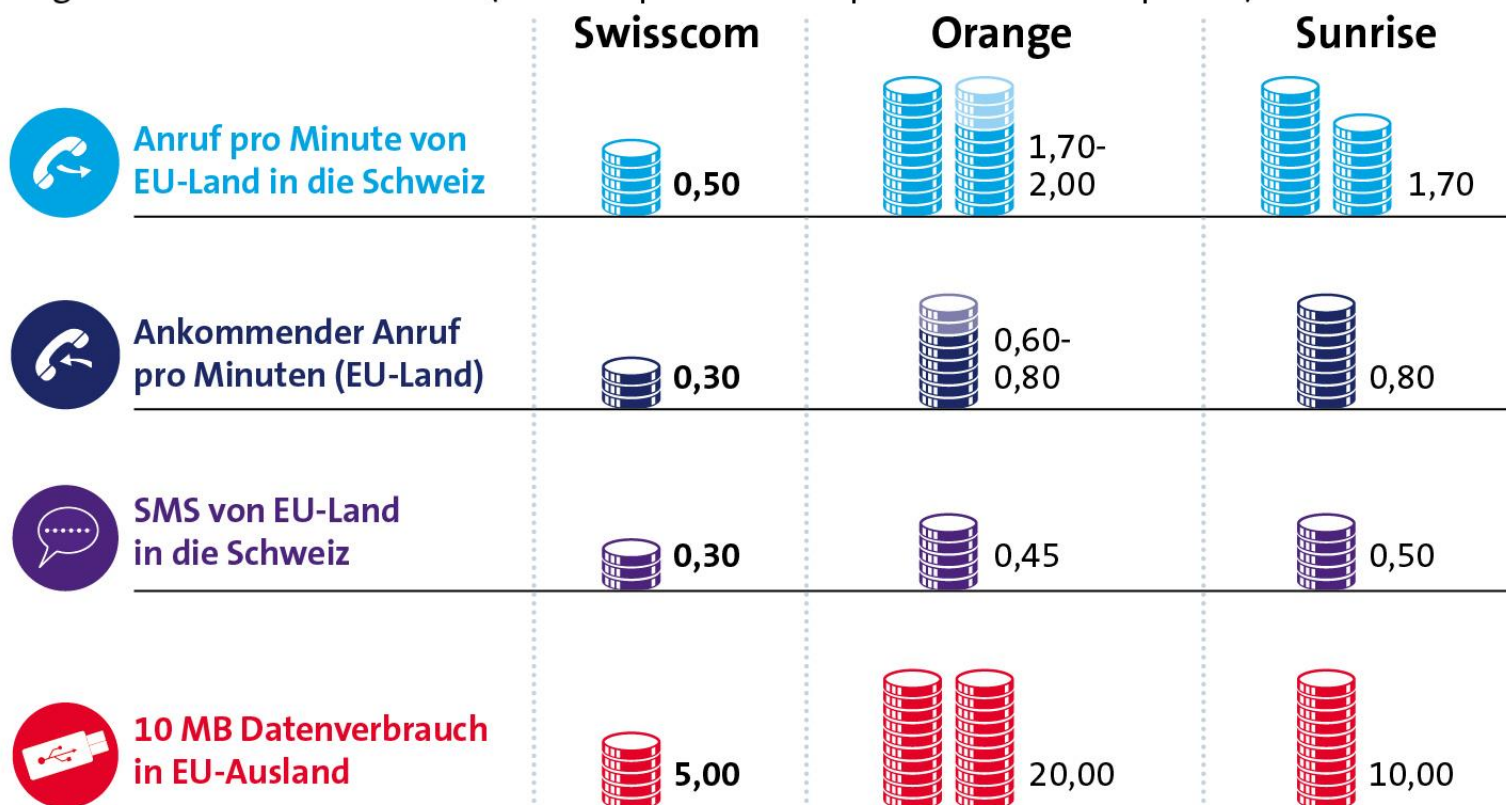 Swisscom Orange Sunrise
Anruf pro Minute von
EU-Land in die Schweiz
0,50
1,70-
2,00
1,70
Ankommender Anruf
pro Minuten (EU-Land)
0,30
0,60-
0,80
0,80
SMS von EU-Land
in die Schweiz
0,30
0,45
0,50
10 MB Datenverbrauch
in EU-Ausland
5,00
20,00
10,00